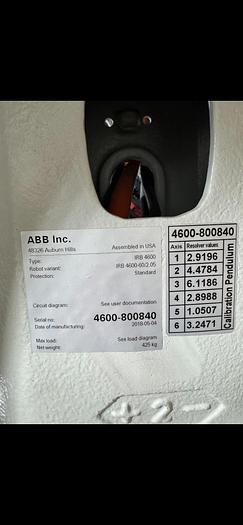 ABB Inc.
48326 Auburn Hills
Assembled in USA
Type: IRB 4600
Robot variant: IRB 4600-60/2.05
Protection: Standard
Circuit diagram: See user documentation
Serial no: 4600-800840
Date of manufacturing: 2018-05-04
Max load: See load diagram
Net weight: 425 kg
4600-800840
Axis Resolver values
1 2.9196
2 4.4784
3 6.1186
4 2.8988
5 1.0507
6 3.2471
Calibration Pendulum